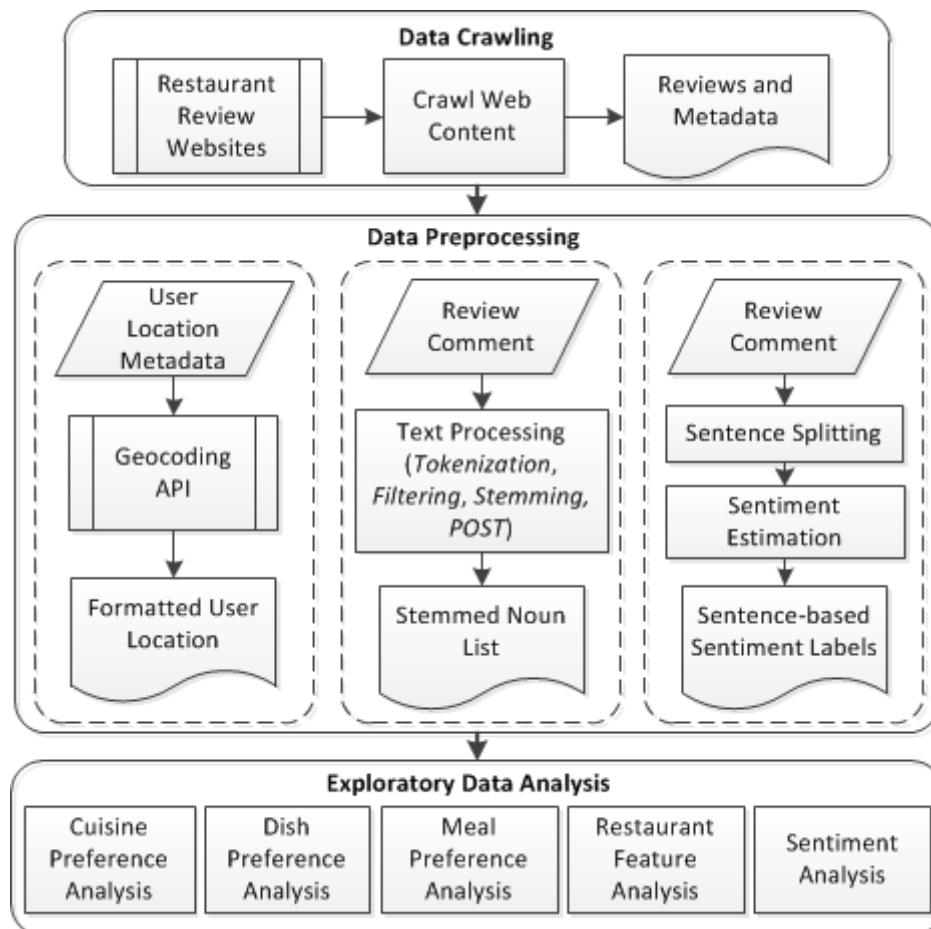 Data Crawling
Restaurant
Review
Websites
Crawl Web
Content
Reviews and
Metadata
Data Preprocessing
User
Location
Metadata
Geocoding
API
Formatted User
Location
Review
Comment
Text Processing
(Tokenization,
Filtering, Stemming,
POST)
Stemmed Noun
List
Review
Comment
Sentence Splitting
Sentiment
Estimation
Sentence-based
Sentiment Labels
Exploratory Data Analysis
Cuisine
Preference
Analysis
Dish
Preference
Analysis
Meal
Preference
Analysis
Restaurant
Feature
Analysis
Sentiment
Analysis